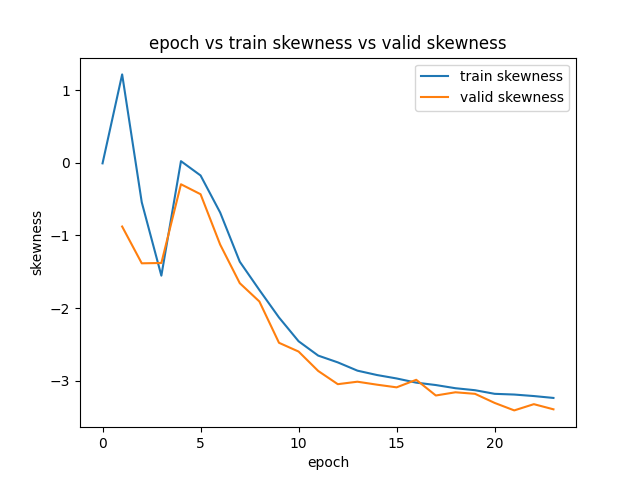 epoch vs train skewness vs valid skewness
train skewness
valid skewness
1
0
−1
−2
−3
skewness
0 5 10 15 20
epoch